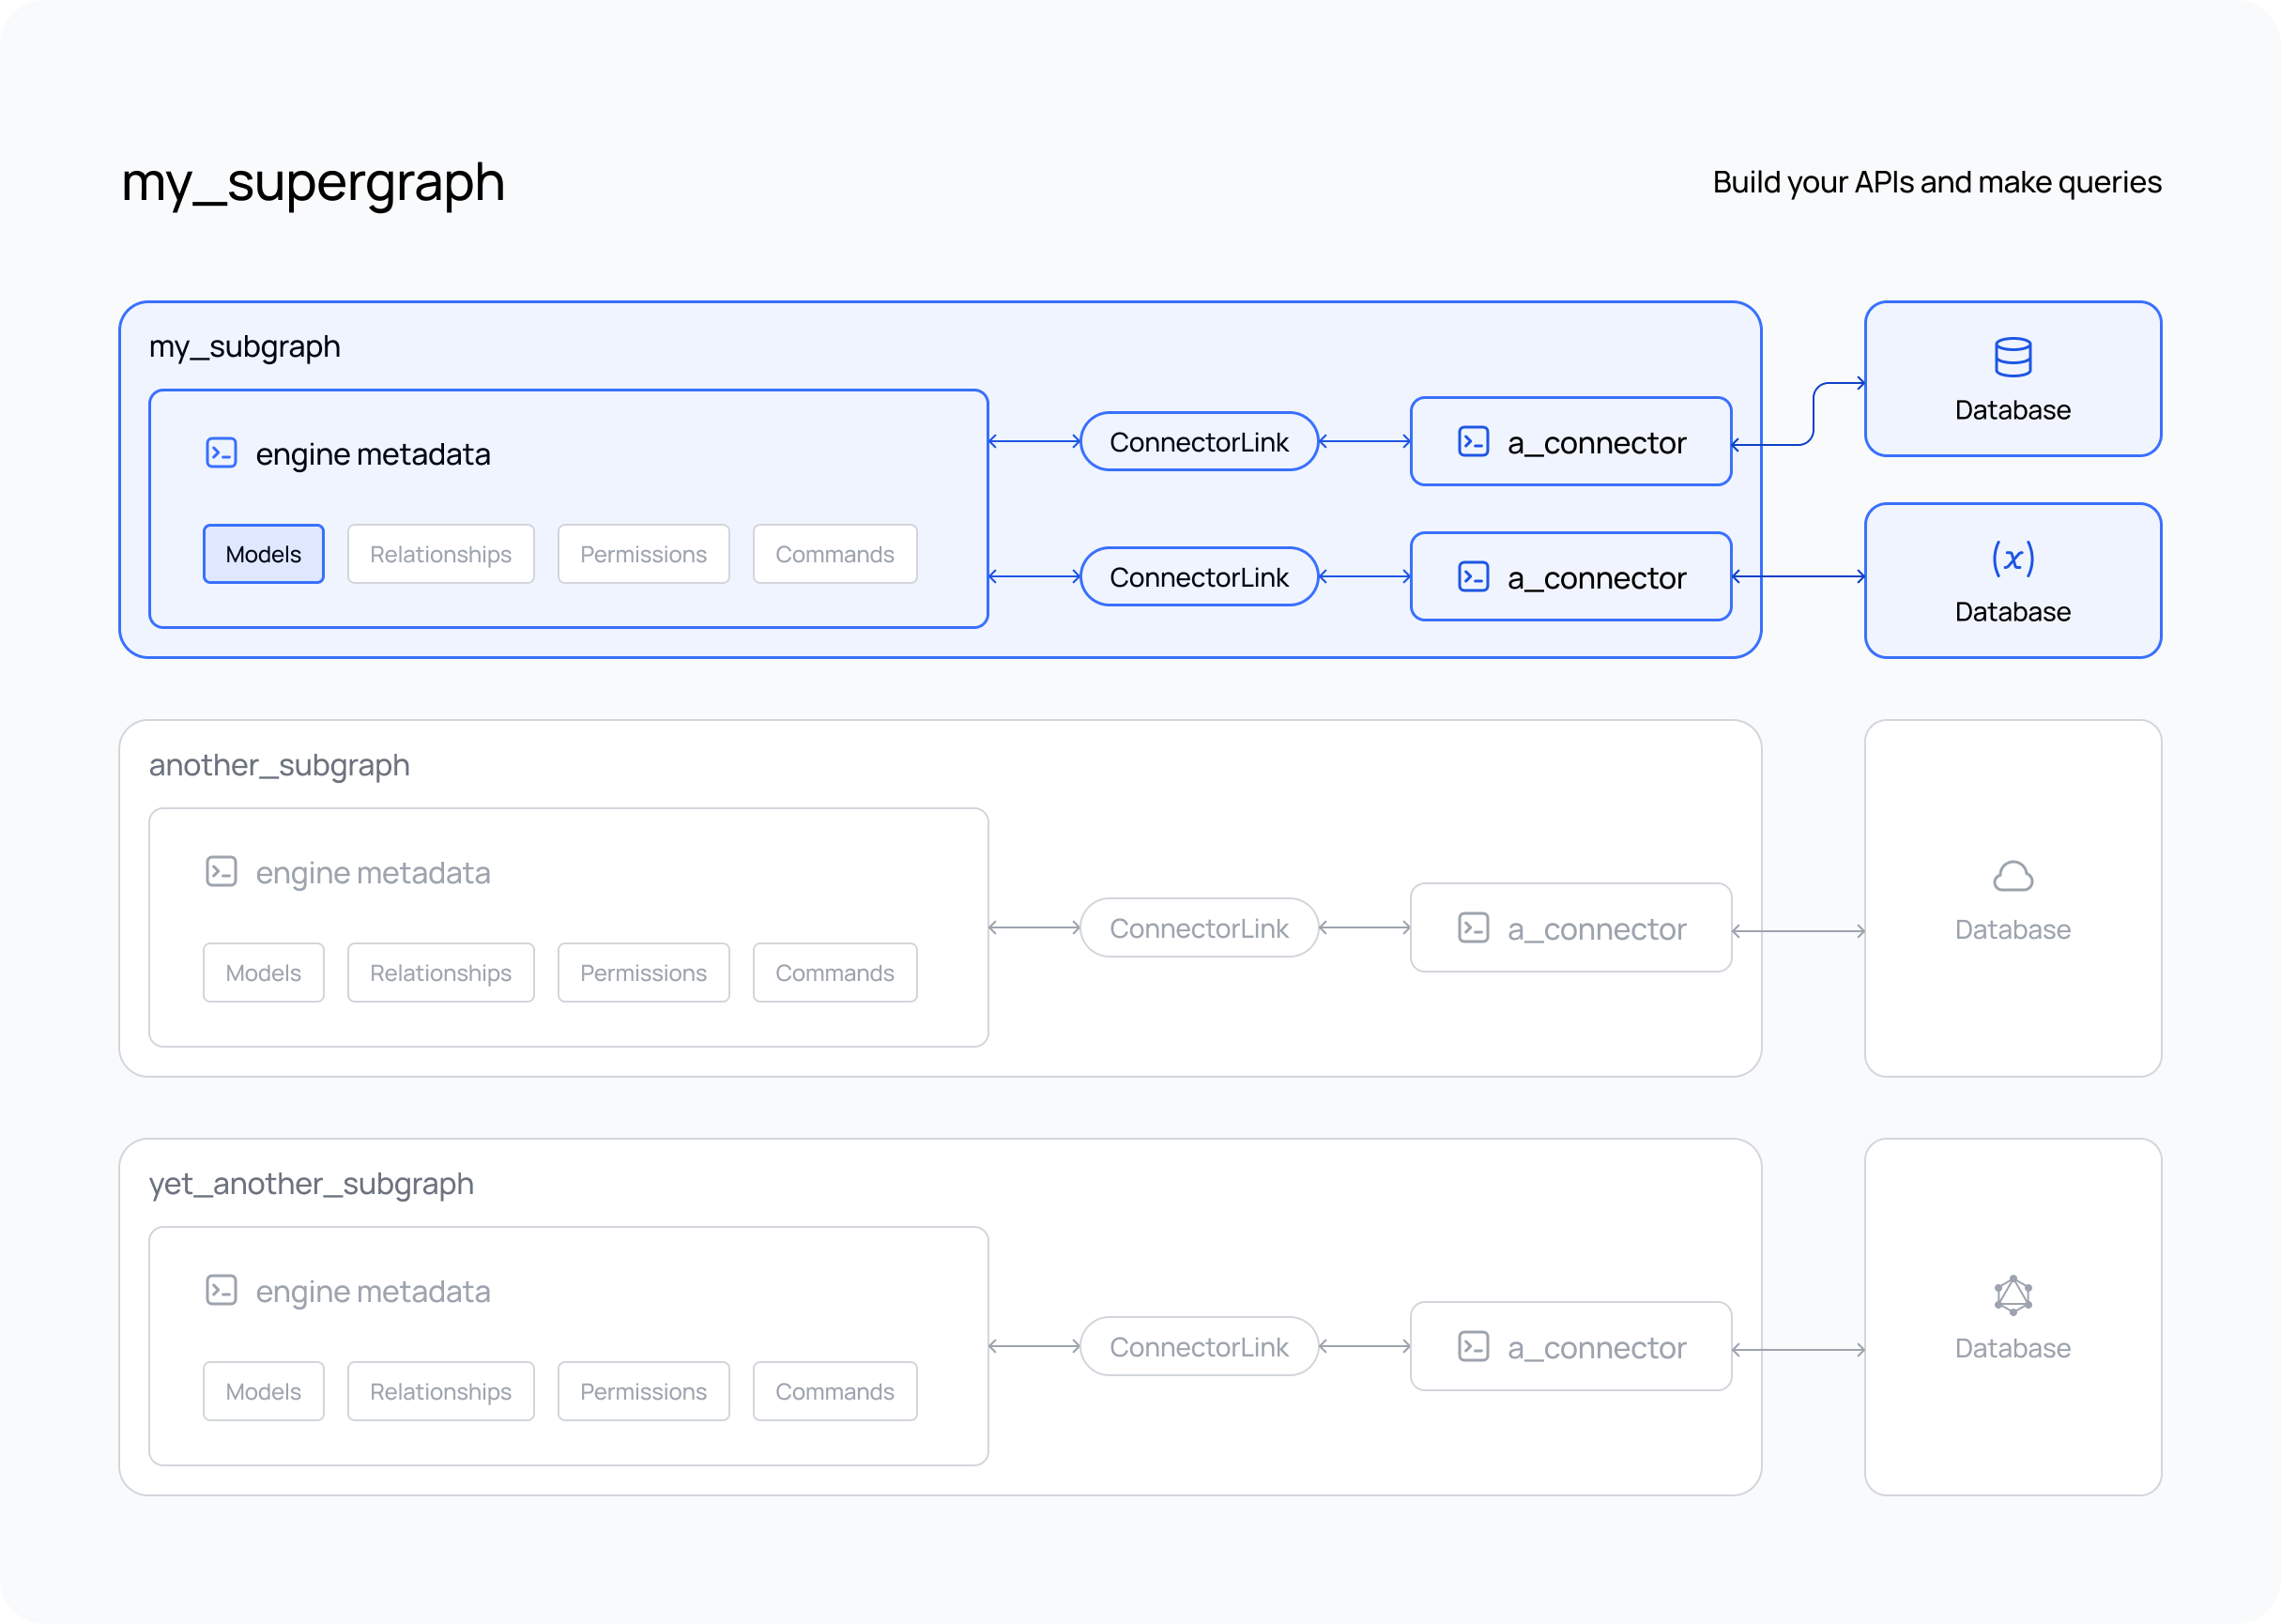 my_supergraph
Build your APIs and make queries
my_subgraph
engine metadata
Models
Relationships
Permissions
Commands
ConnectorLink
a_connector
ConnectorLink
a_connector
Database
(x)
Database
another_subgraph
engine metadata
Models
Relationships
Permissions
Commands
ConnectorLink
a_connector
Database
yet_another_subgraph
engine metadata
Models
Relationships
Permissions
Commands
ConnectorLink
a_connector
Database